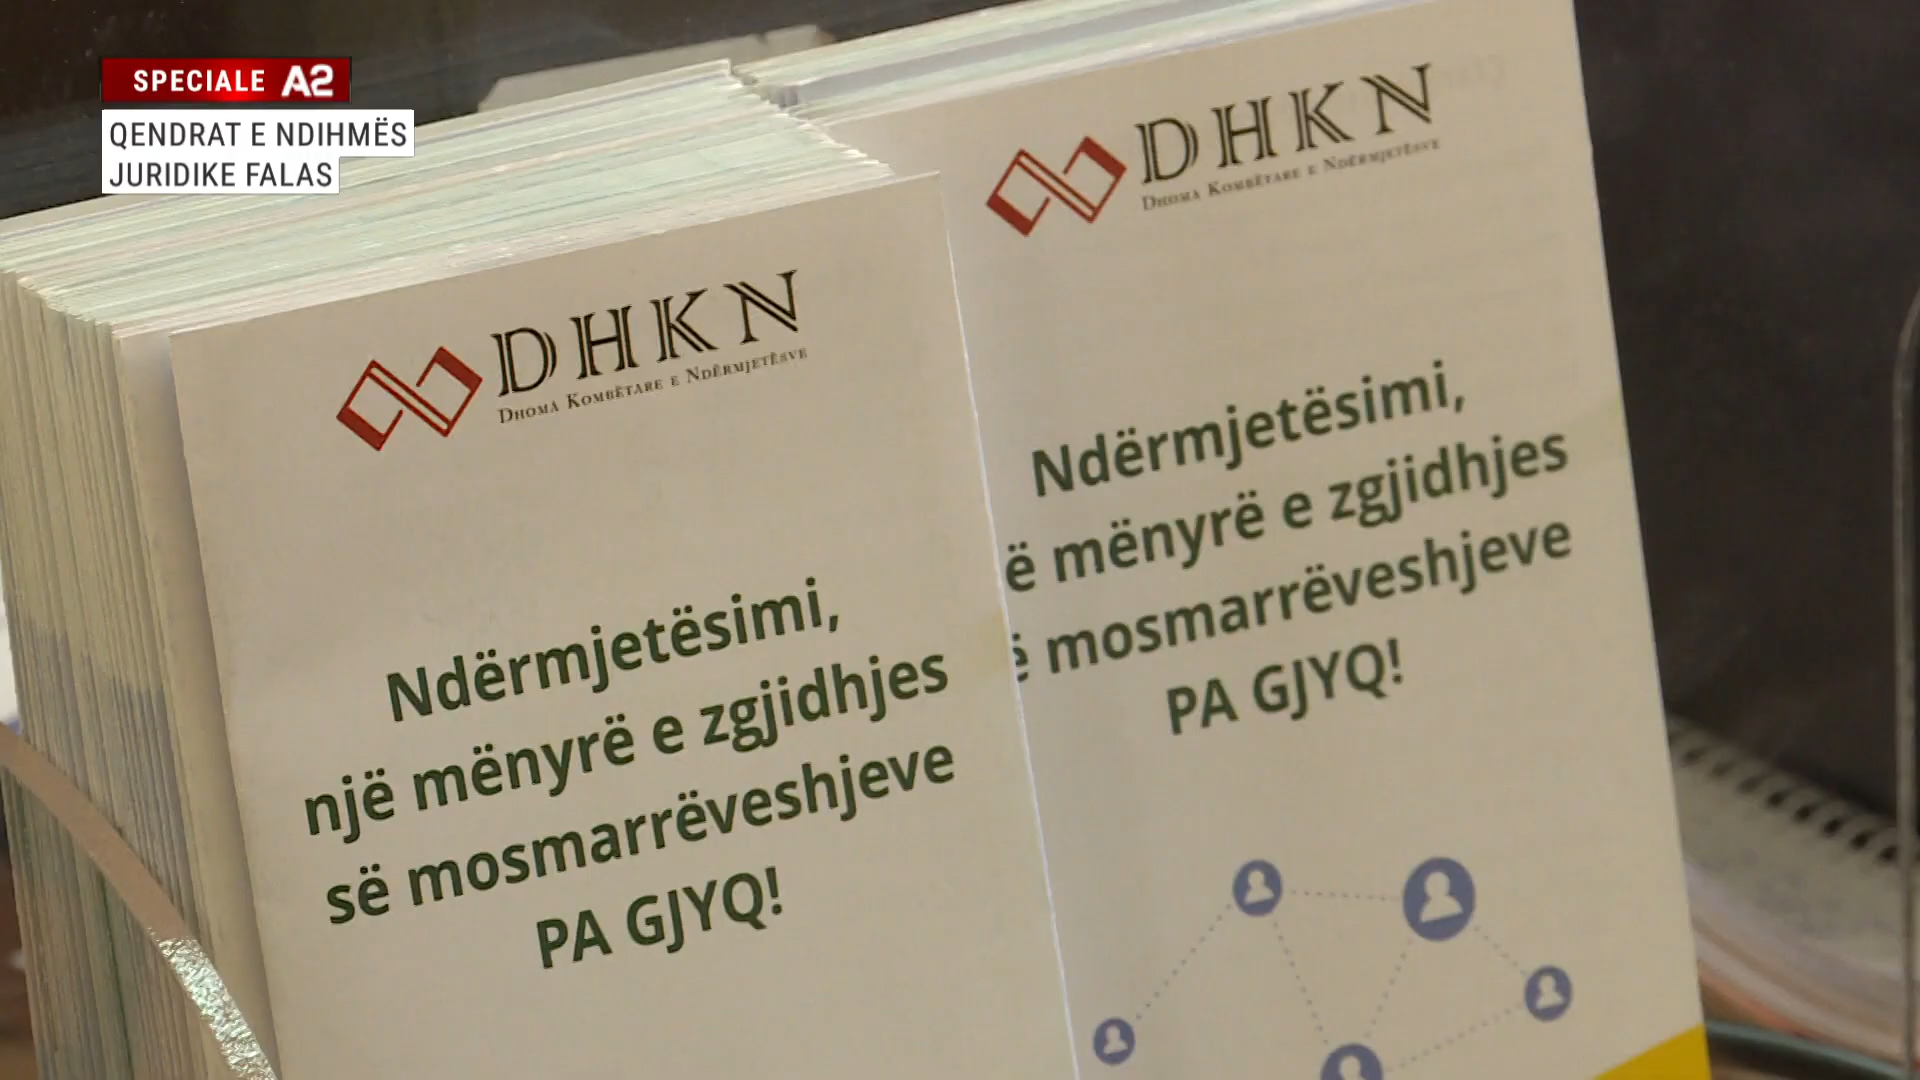 SPECIALE A2
QENDRAT E NDIHMËS
JURIDIKE FALAS
DHKN
DHOMA KOMBËTARE E NDËRMJETËSVE
Ndërmjetësimi,
një mënyrë e zgjidhjes
së mosmarrëveshjeve
PA GJYQ!
DHKN
DHOMA KOMBËTARE E NDËRMJETËSVE
Ndërmjetësimi,
ë mënyrë e zgjidhjes
ë mosmarrëveshjeve
PA GJYQ!